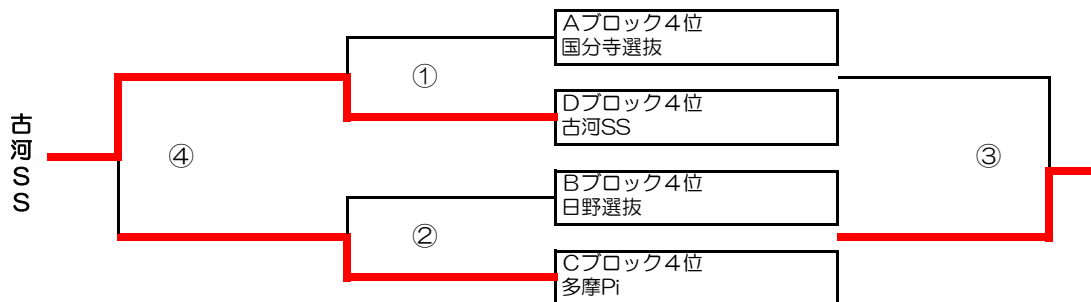 Aブロック4位
国分寺選抜
①
Dブロック4位
古河SS
古河SS
④
③
Bブロック4位
日野選抜
②
Cブロック4位
多摩Pi